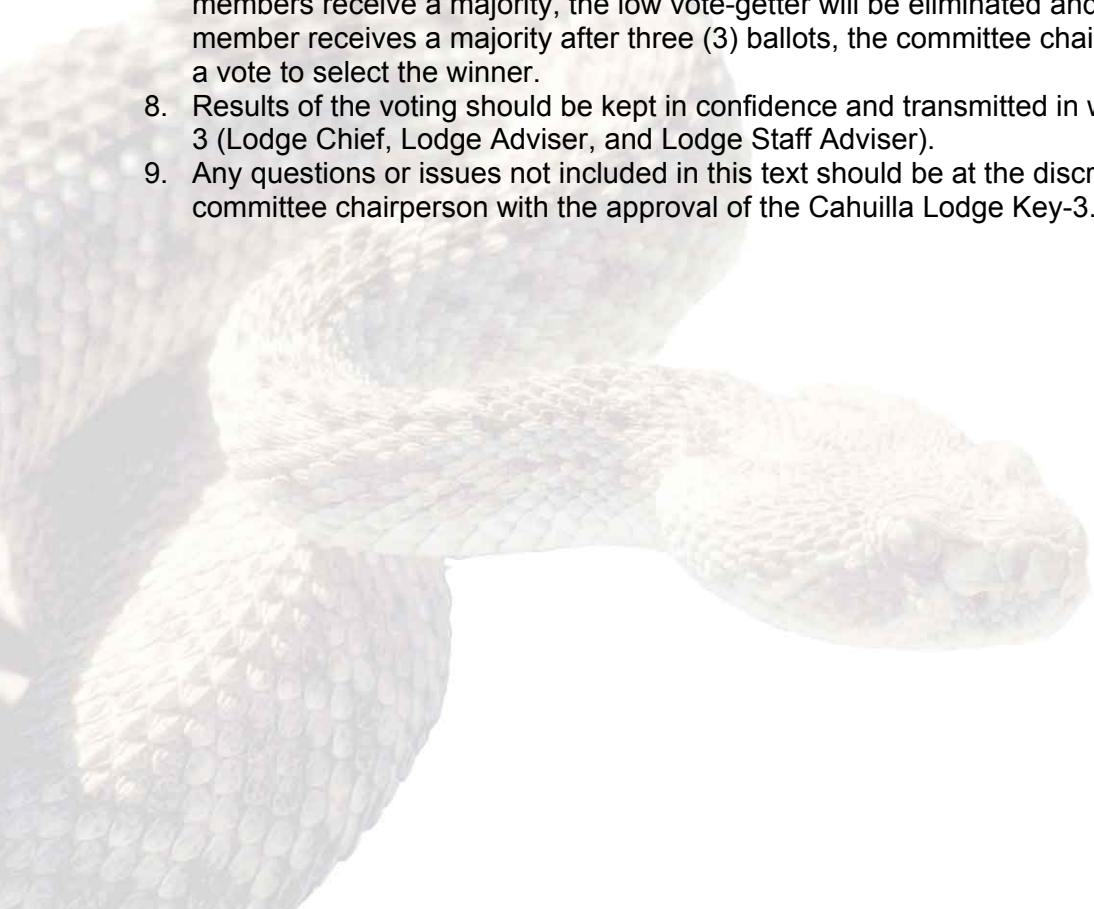 members receive a majority, the low vote-getter will be eliminated and
member receives a majority after three (3) ballots, the committee chai
a vote to select the winner.
8. Results of the voting should be kept in confidence and transmitted in w
3 (Lodge Chief, Lodge Adviser, and Lodge Staff Adviser).
9. Any questions or issues not included in this text should be at the discr
committee chairperson with the approval of the Cahuilla Lodge Key-3.